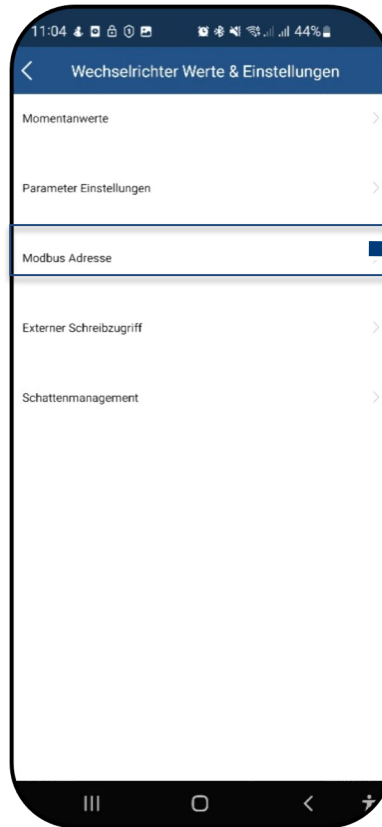 11:04 44%
Wechselrichter Werte & Einstellungen
Momentanwerte
Parameter Einstellungen
Modbus Adresse
Externer Schreibzugriff
Schattenmanagement